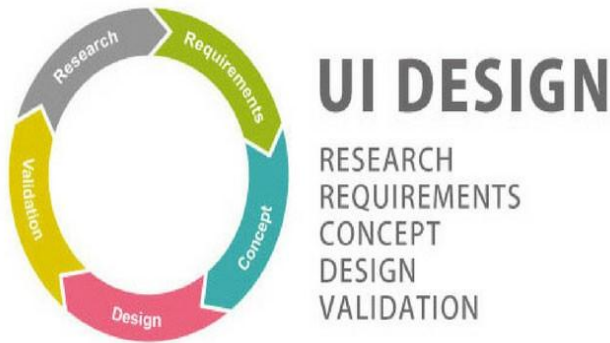 Research
Requirements
Concept
Design
Validation
UI DESIGN
RESEARCH
REQUIREMENTS
CONCEPT
DESIGN
VALIDATION